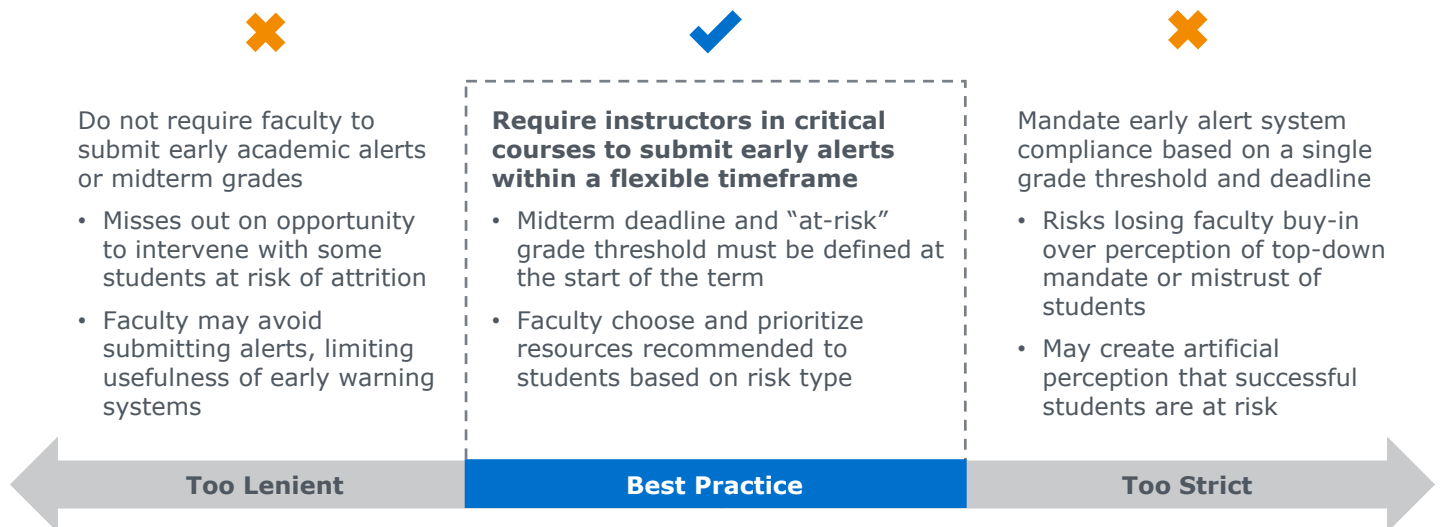 Do not require faculty to
submit early academic alerts
or midterm grades
• Misses out on opportunity
to intervene with some
students at risk of attrition
• Faculty may avoid
submitting alerts, limiting
usefulness of early warning
systems
Require instructors in critical
courses to submit early alerts
within a flexible timeframe
• Midterm deadline and “at-risk”
grade threshold must be defined at
the start of the term
• Faculty choose and prioritize
resources recommended to
students based on risk type
Mandate early alert system
compliance based on a single
grade threshold and deadline
• Risks losing faculty buy-in
over perception of top-down
mandate or mistrust of
students
• May create artificial
perception that successful
students are at risk
Too Lenient
Best Practice
Too Strict